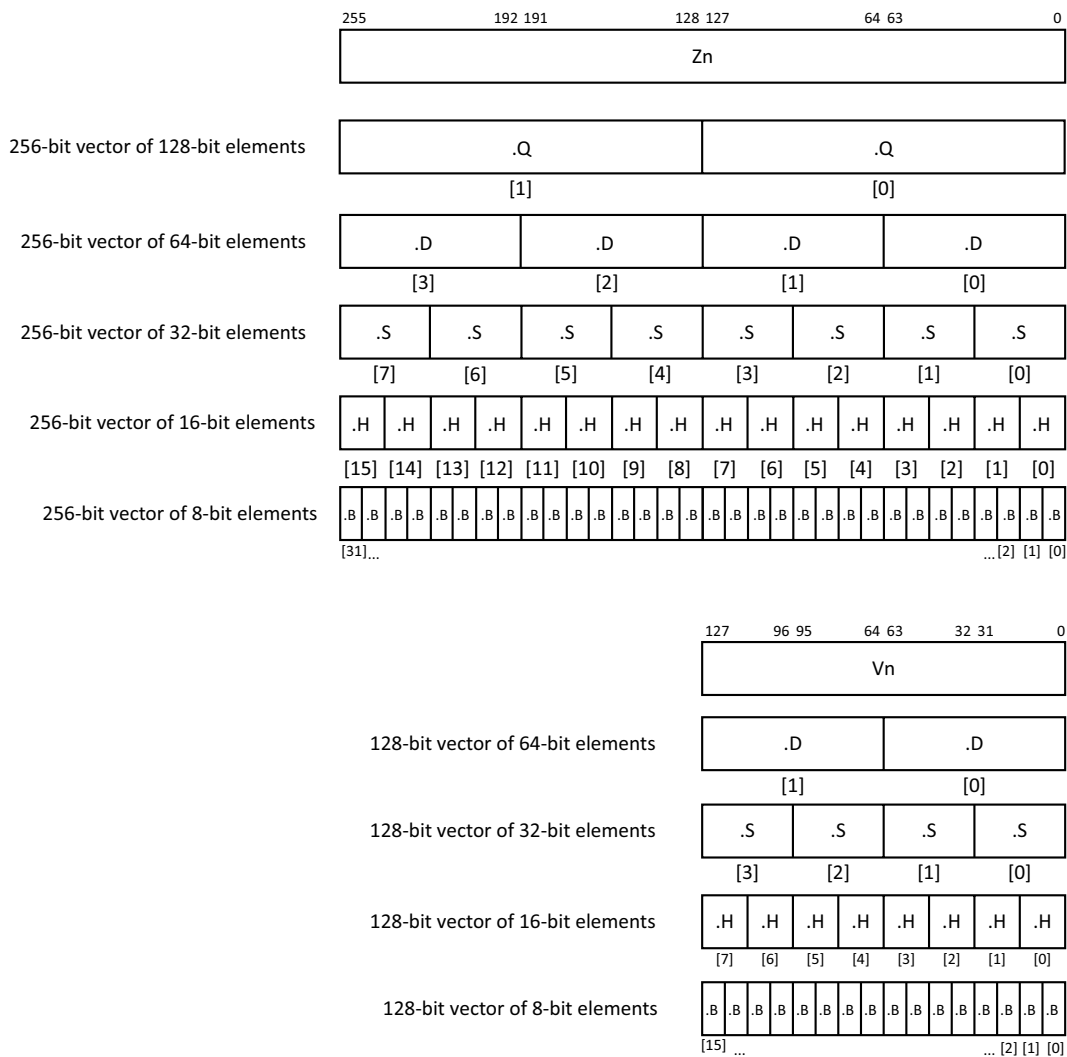 255 192 191 128 127 64 63 0
Zn
256-bit vector of 128-bit elements .Q .Q
[1] [0]
256-bit vector of 64-bit elements .D .D .D .D
[3] [2] [1] [0]
256-bit vector of 32-bit elements .S .S .S .S .S .S .S .S
[7] [6] [5] [4] [3] [2] [1] [0]
256-bit vector of 16-bit elements .H .H .H .H .H .H .H .H .H .H .H .H .H .H .H .H
[15] [14] [13] [12] [11] [10] [9] [8] [7] [6] [5] [4] [3] [2] [1] [0]
256-bit vector of 8-bit elements .B .B .B .B .B .B .B .B .B .B .B .B .B .B .B .B .B .B .B .B .B .B .B .B .B .B .B .B .B .B .B .B
[31]... ...[2] [1] [0]
127 96 95 64 63 32 31 0
Vn
128-bit vector of 64-bit elements .D .D
[1] [0]
128-bit vector of 32-bit elements .S .S .S .S
[3] [2] [1] [0]
128-bit vector of 16-bit elements .H .H .H .H .H .H .H .H
[7] [6] [5] [4] [3] [2] [1] [0]
128-bit vector of 8-bit elements .B .B .B .B .B .B .B .B .B .B .B .B .B .B .B .B
[15] ... ... [2] [1] [0]